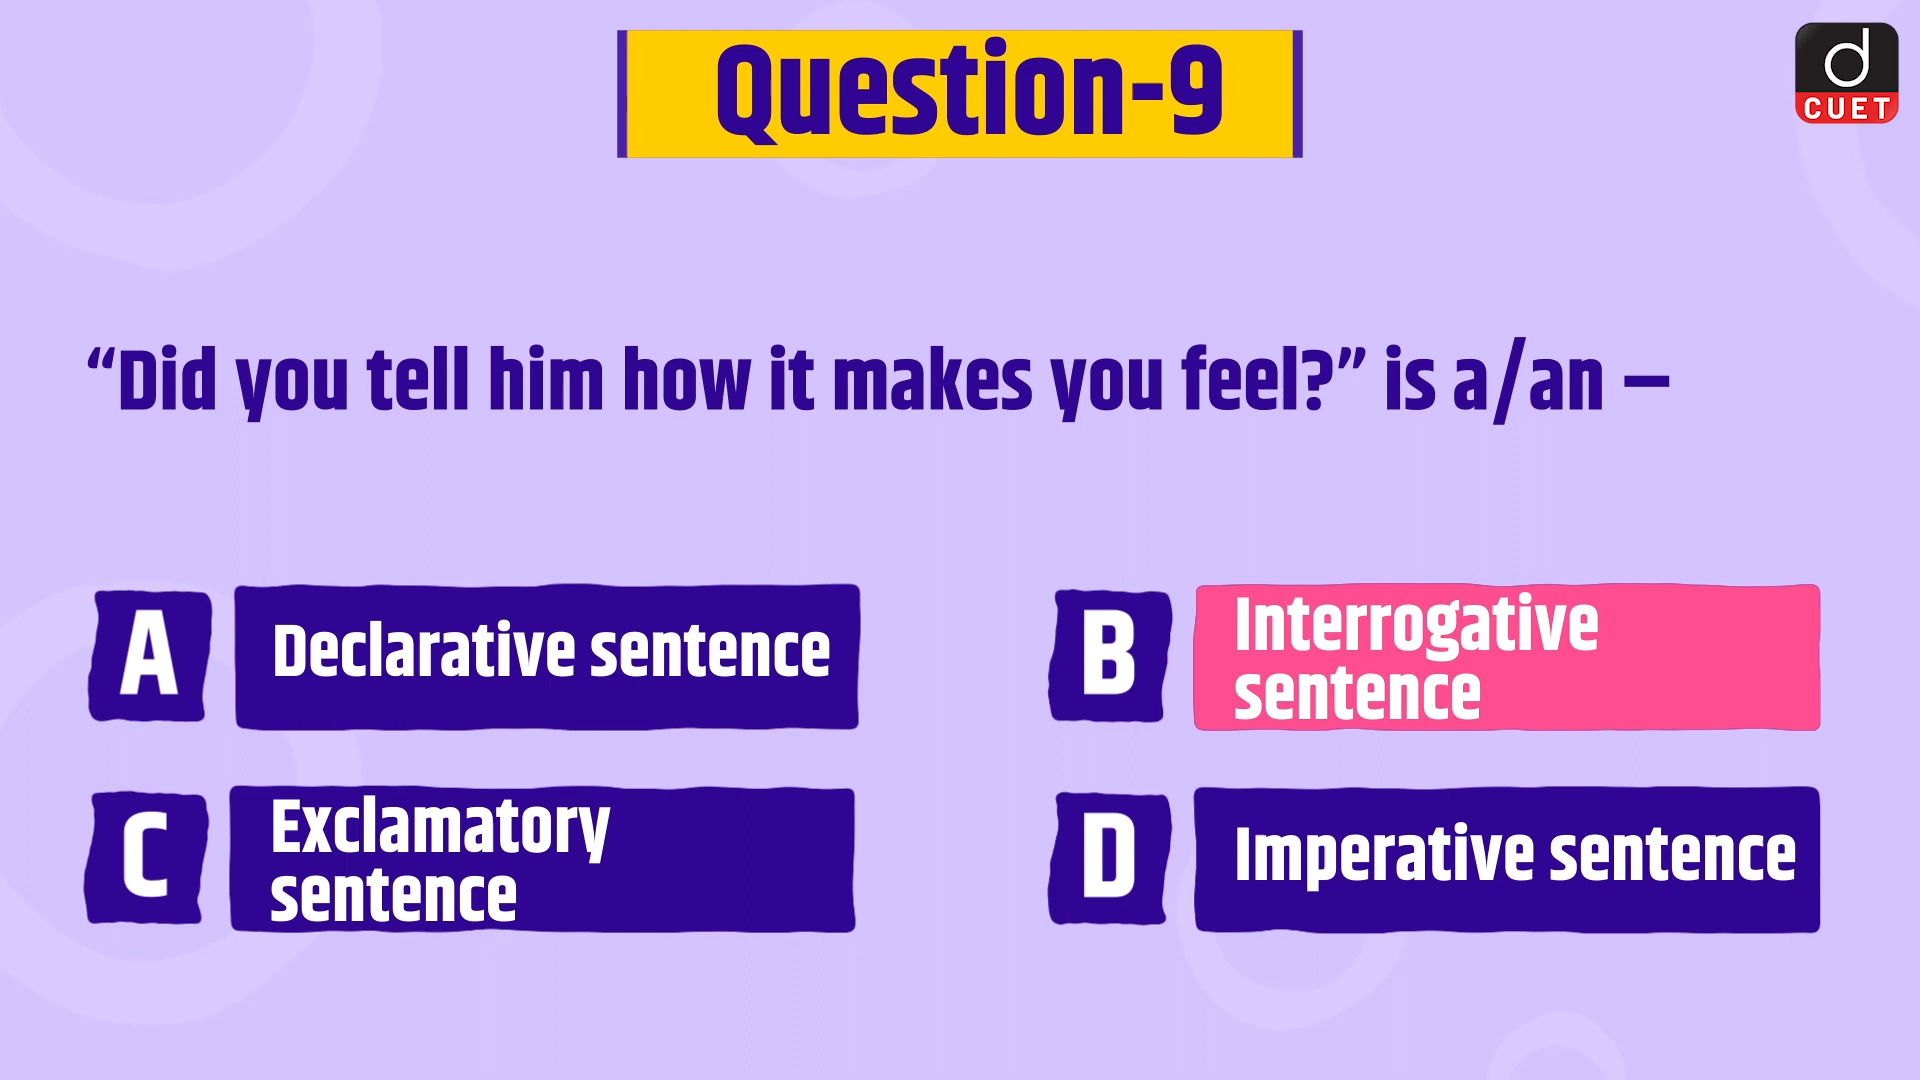 Question-9
d
CUET
“Did you tell him how it makes you feel?” is a/an –
A
Declarative sentence
B
Interrogative
sentence
C
Exclamatory
sentence
D
Imperative sentence